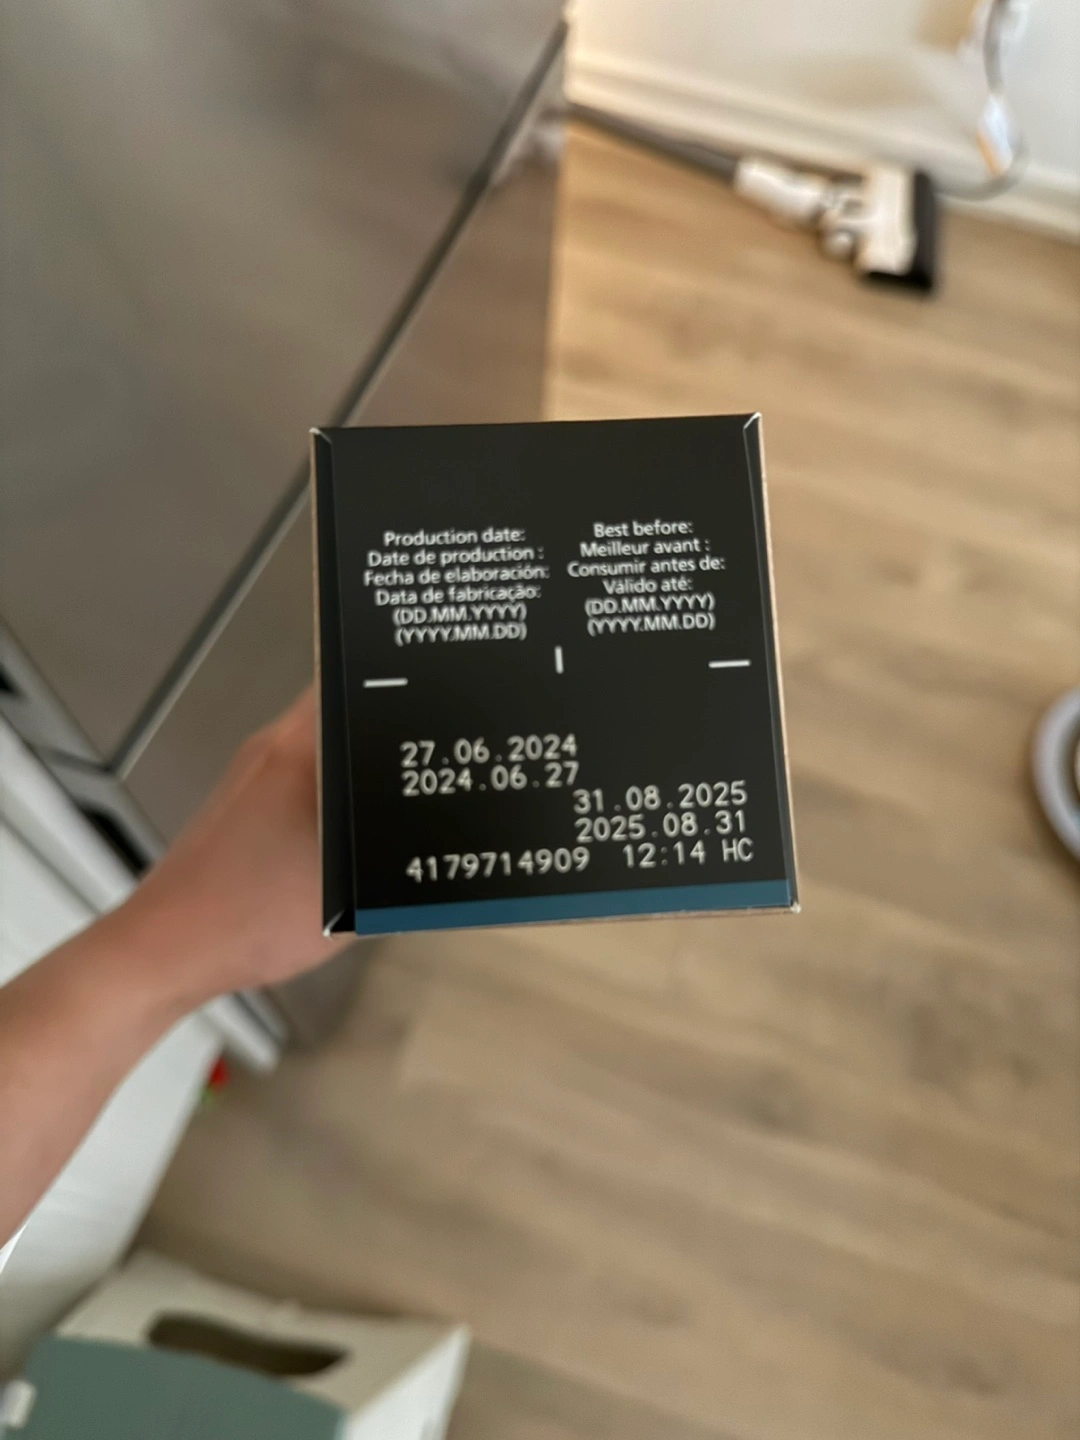 Production date:
Date de production :
Fecha de elaboración:
Data de fabricação:
(DD.MM.YYYY)
(YYYY.MM.DD)
Best before:
Meilleur avant :
Consumir antes de:
Válido até:
(DD.MM.YYYY)
(YYYY.MM.DD)
27.06.2024
2024.06.27
31.08.2025
2025.08.31
4179714909 12:14 HC